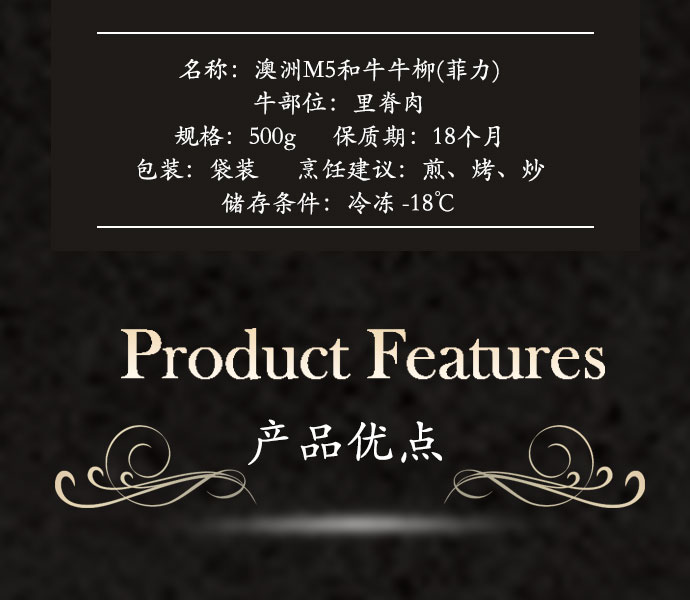 名称：澳洲M5和牛牛柳(菲力)
牛部位：里脊肉
规格：500g 保质期：18个月
包装：袋装 烹饪建议：煎、烤、炒
储存条件：冷冻 -18℃
Product Features
产品优点